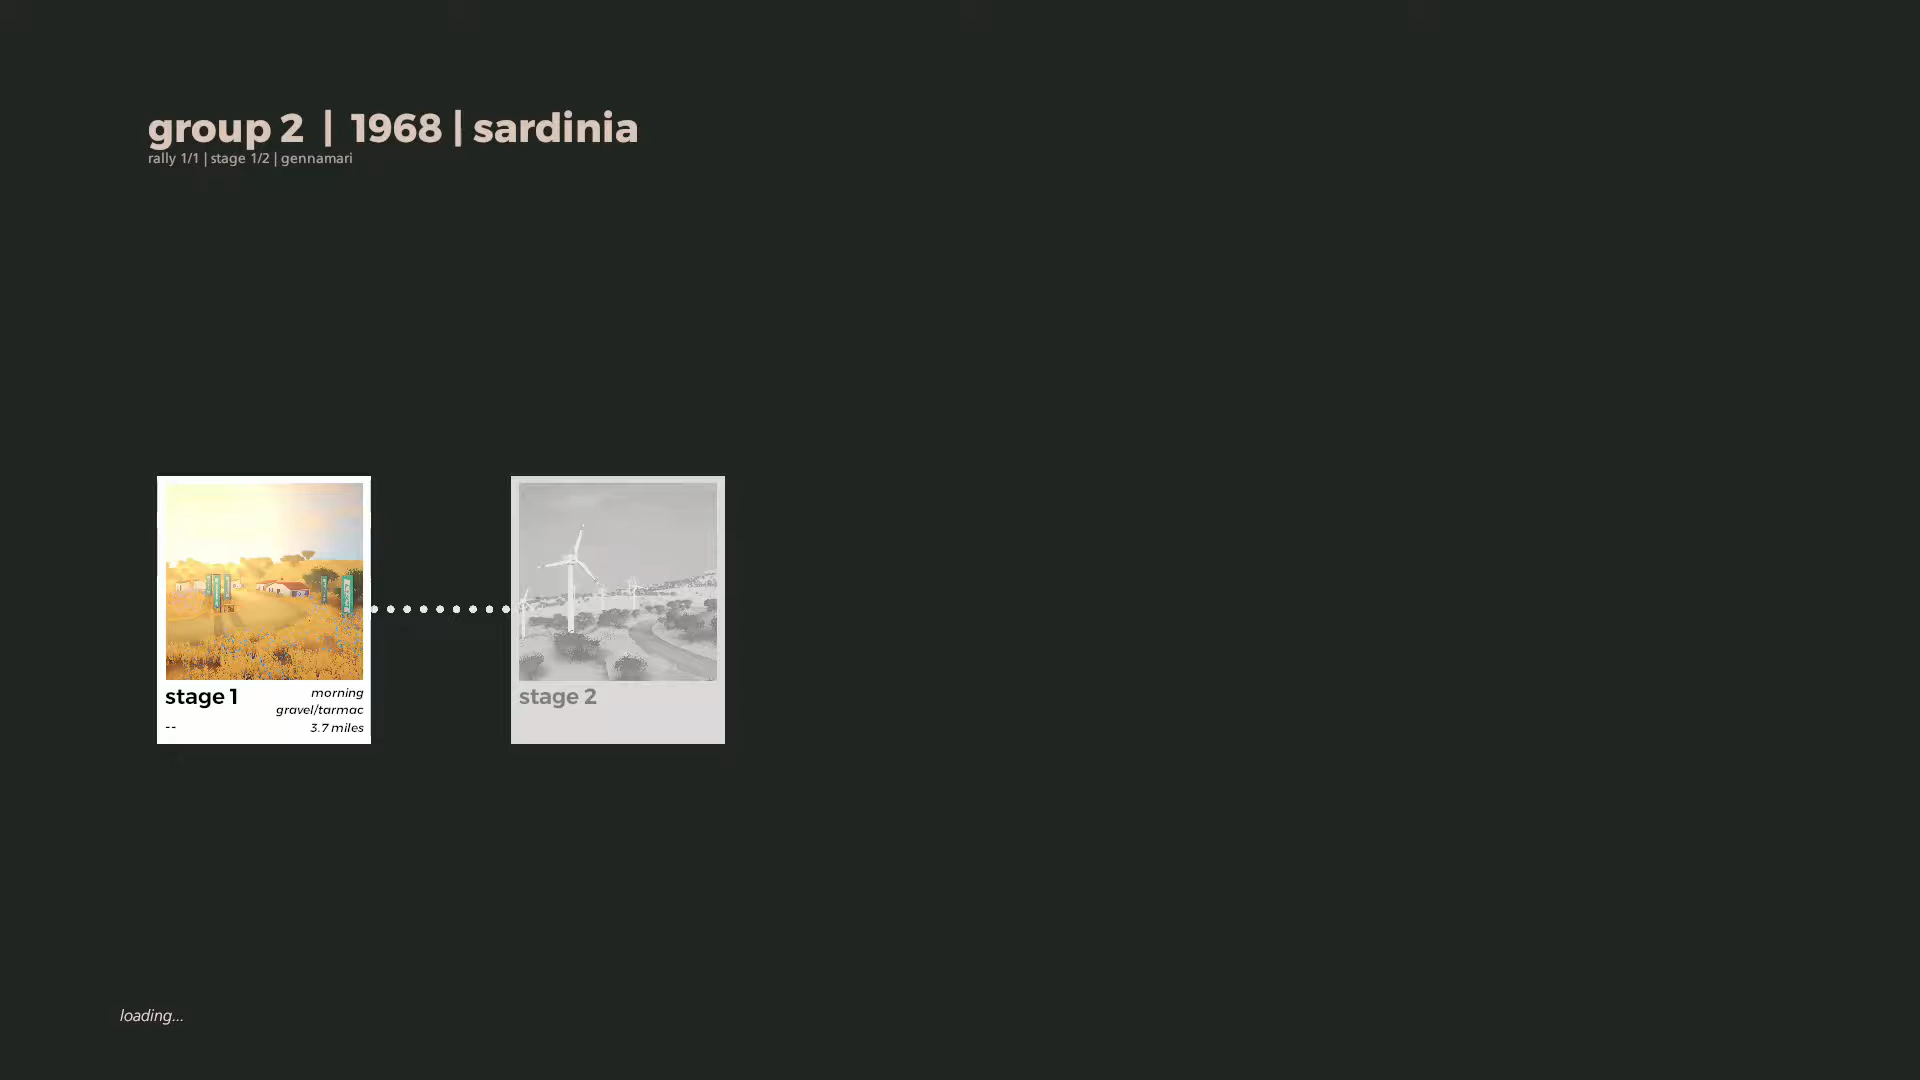 group 2 | 1968 | sardinia
rally 1/1 | stage 1/2 | gennamari
stage 1
morning
gravel/tarmac
--
3.7 miles
stage 2
loading...